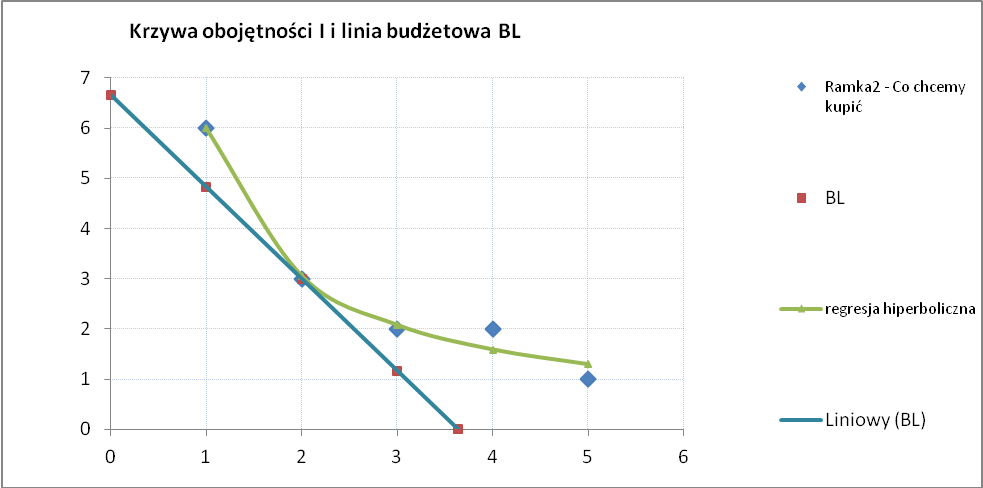 Krzywa obojętności I i linia budżetowa BL
7
6
5
4
3
2
1
0
0 1 2 3 4 5 6
Ramka2 - Co chcemy
kupić
BL
regresja hiperboliczna
Liniowy (BL)